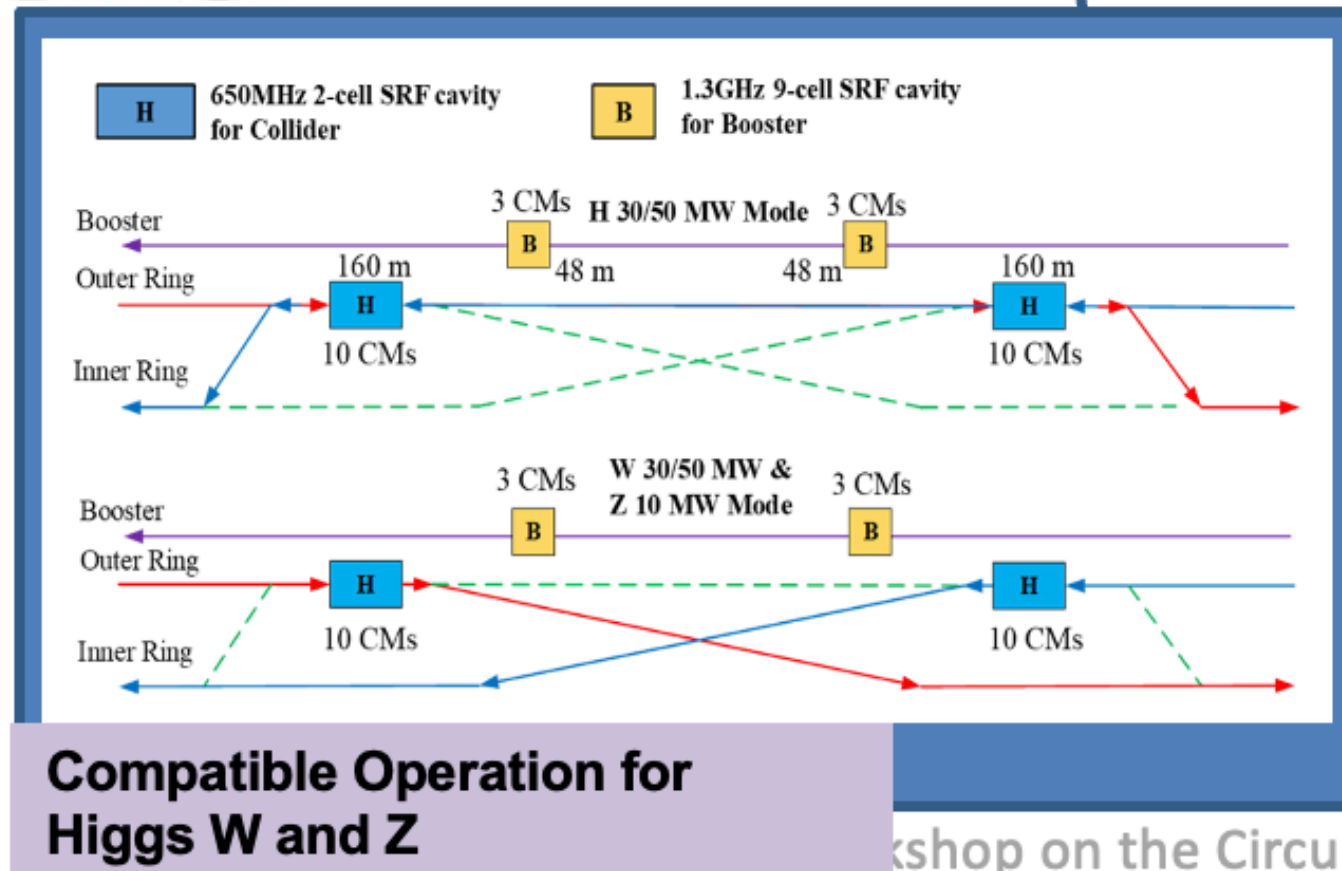 H
650MHz 2-cell SRF cavity
for Collider
B
1.3GHz 9-cell SRF cavity
for Booster
3 CMs
H 30/50 MW Mode
3 CMs
Booster
B
B
Outer Ring
160 m
48 m
48 m
160 m
H
H
10 CMs
10 CMs
Inner Ring
3 CMs
W 30/50 MW &
Z 10 MW Mode
3 CMs
Booster
B
B
Outer Ring
H
H
10 CMs
10 CMs
Inner Ring
Compatible Operation for
Higgs W and Z
on the